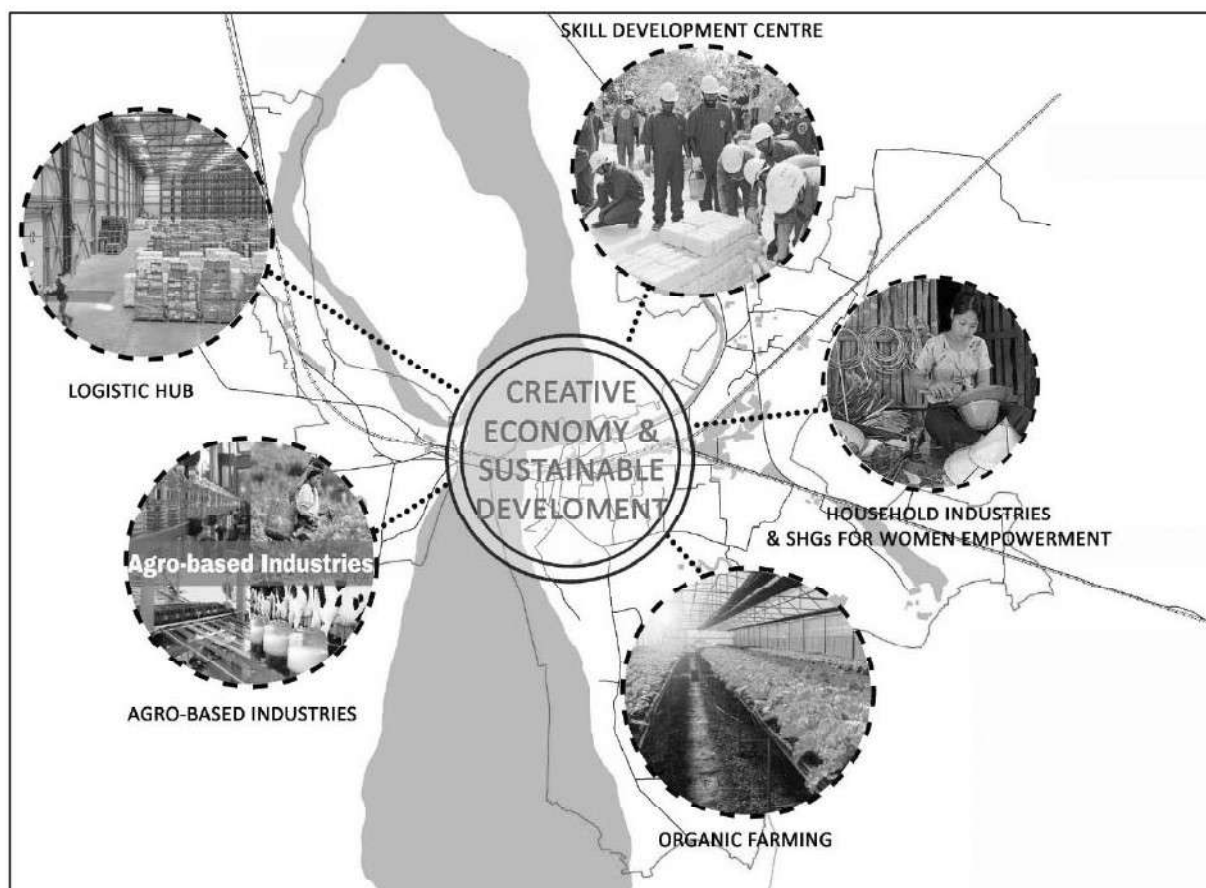 SKILL DEVELOPMENT CENTRE
LOGISTIC HUB
CREATIVE
ECONOMY &
SUSTAINABLE
DEVELOMENT
HOUSEHOLD INDUSTRIES
& SHGs FOR WOMEN EMPOWERMENT
Agro-based Industries
AGRO-BASED INDUSTRIES
ORGANIC FARMING